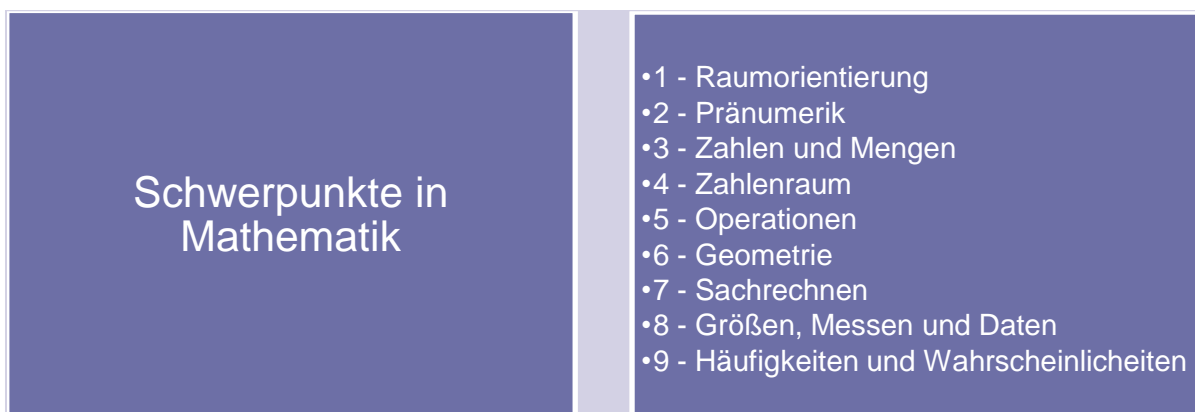 Schwerpunkte in
Mathematik
•1 - Raumorientierung
•2 - Pränumerik
•3 - Zahlen und Mengen
•4 - Zahlenraum
•5 - Operationen
•6 - Geometrie
•7 - Sachrechnen
•8 - Größen, Messen und Daten
•9 - Häufigkeiten und Wahrscheinlicheiten